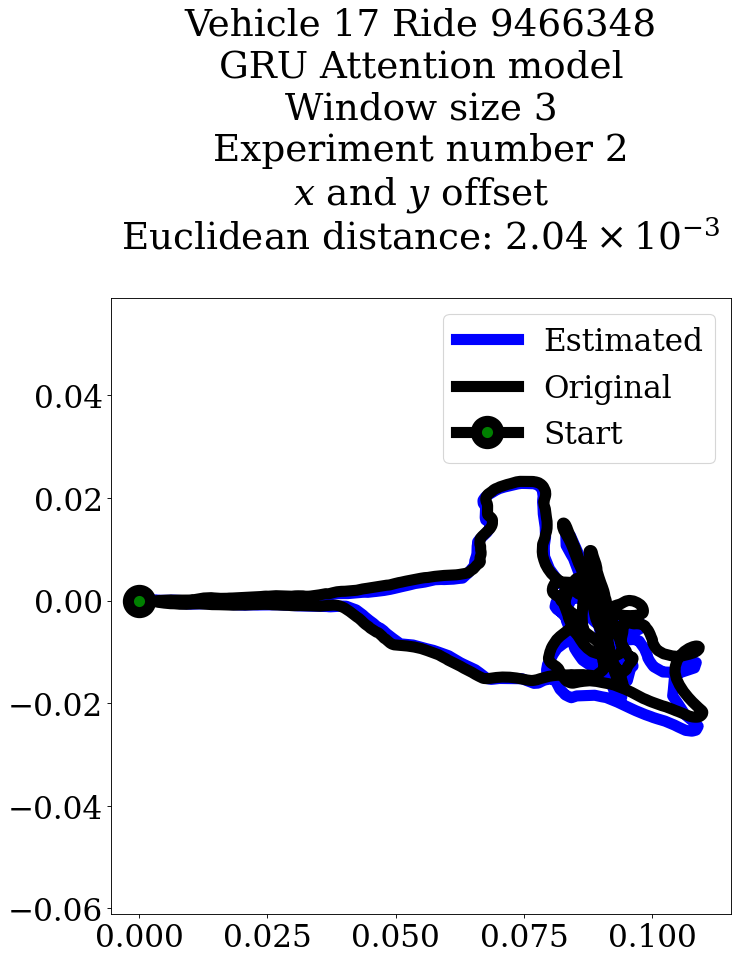 Vehicle 17 Ride 9466348
GRU Attention model
Window size 3
Experiment number 2
x and y offset
Euclidean distance: 2.04 × 10⁻³
Estimated
Original
Start
0.04
0.02
0.00
−0.02
−0.04
−0.06
0.000 0.025 0.050 0.075 0.100